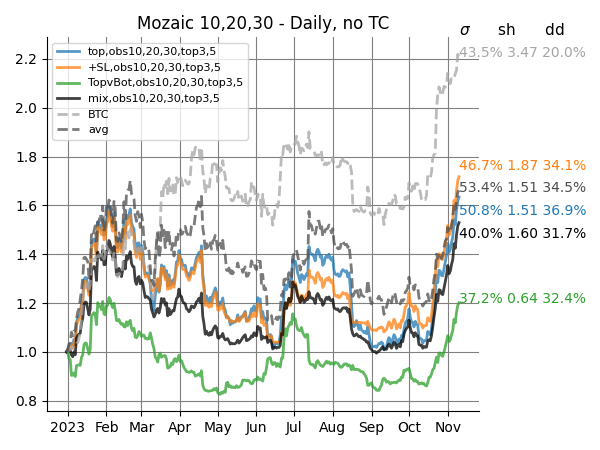 Mozaic 10,20,30 - Daily, no TC
σ sh dd
top,obs10,20,30,top3,5
+SL,obs10,20,30,top3,5
TopvBot,obs10,20,30,top3,5
mix,obs10,20,30,top3,5
BTC
avg
43.5% 3.47 20.0%
46.7% 1.87 34.1%
53.4% 1.51 34.5%
50.8% 1.51 36.9%
40.0% 1.60 31.7%
37.2% 0.64 32.4%
2.2
2.0
1.8
1.6
1.4
1.2
1.0
0.8
2023 Feb Mar Apr May Jun Jul Aug Sep Oct Nov